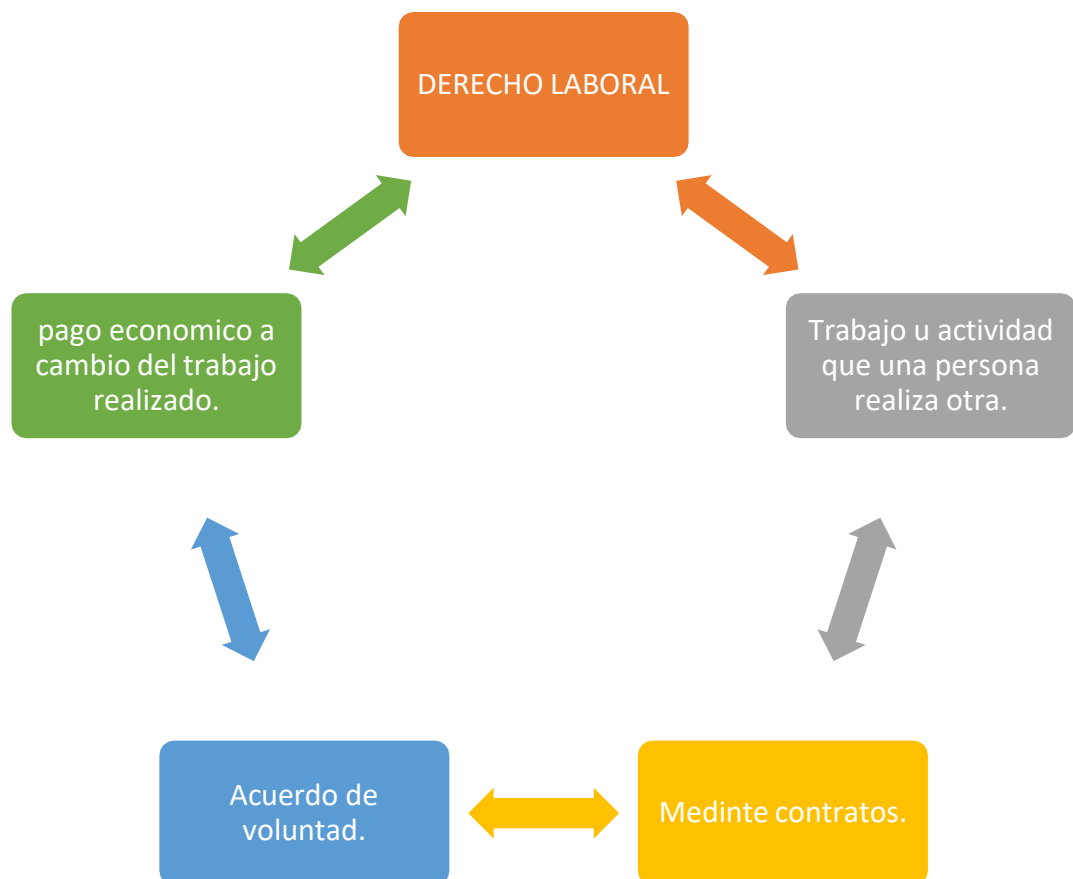 DERECHO LABORAL
pago economico a
cambio del trabajo
realizado.
Trabajo u actividad
que una persona
realiza otra.
Acuerdo de
voluntad.
Medinte contratos.